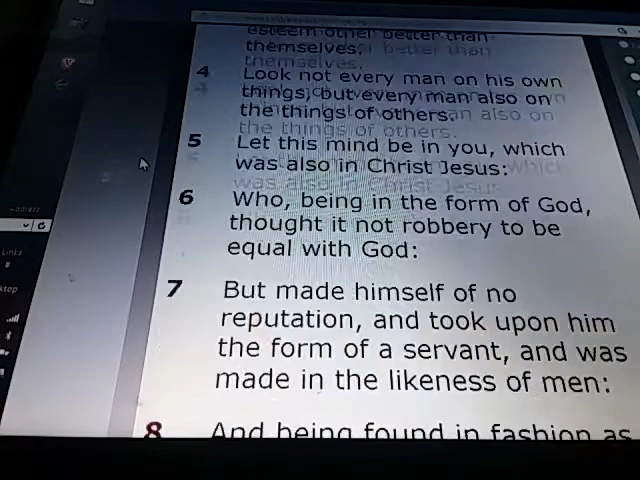 esteem other better than
themselves.
4 Look not every man on his own
things, but every man also on
the things of others.
5 Let this mind be in you, which
was also in Christ Jesus:
6 Who, being in the form of God,
thought it not robbery to be
equal with God:
7 But made himself of no
reputation, and took upon him
the form of a servant, and was
made in the likeness of men:
8 And being found in fashion as
Links